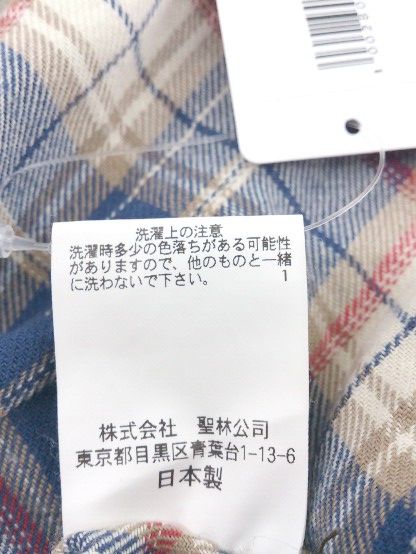 洗濯上の注意
洗濯時多少の色落ちがある可能性
がありますので、他のものと一緒
に洗わないで下さい。 1
株式会社 聖林公司
東京都目黒区青葉台1-13-6
日本製